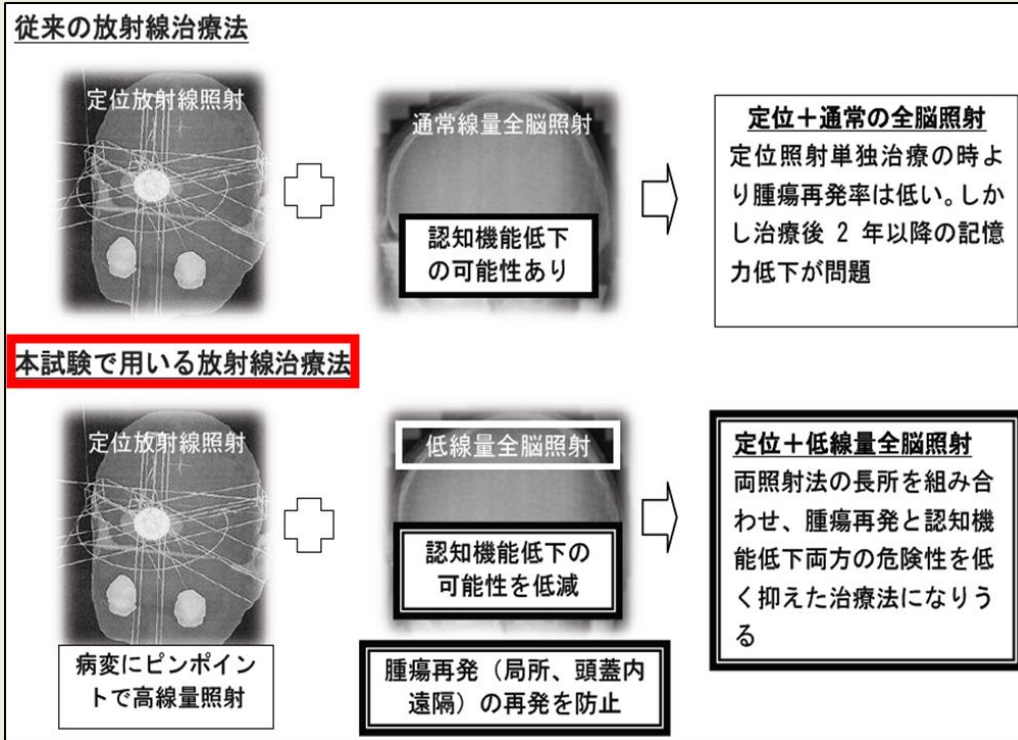 従来の放射線治療法
定位放射線照射
通常線量全脳照射
認知機能低下
の可能性あり
定位＋通常の全脳照射
定位照射単独治療の時よ
り腫瘍再発率は低い。しか
し治療後 2 年以降の記憶
力低下が問題
本試験で用いる放射線治療法
定位放射線照射
病変にピンポイン
トで高線量照射
低線量全脳照射
認知機能低下の
可能性を低減
腫瘍再発（局所、頭蓋内
遠隔）の再発を防止
定位＋低線量全脳照射
両照射法の長所を組み合
わせ、腫瘍再発と認知機
能低下両方の危険性を低
く抑えた治療法になりう
る